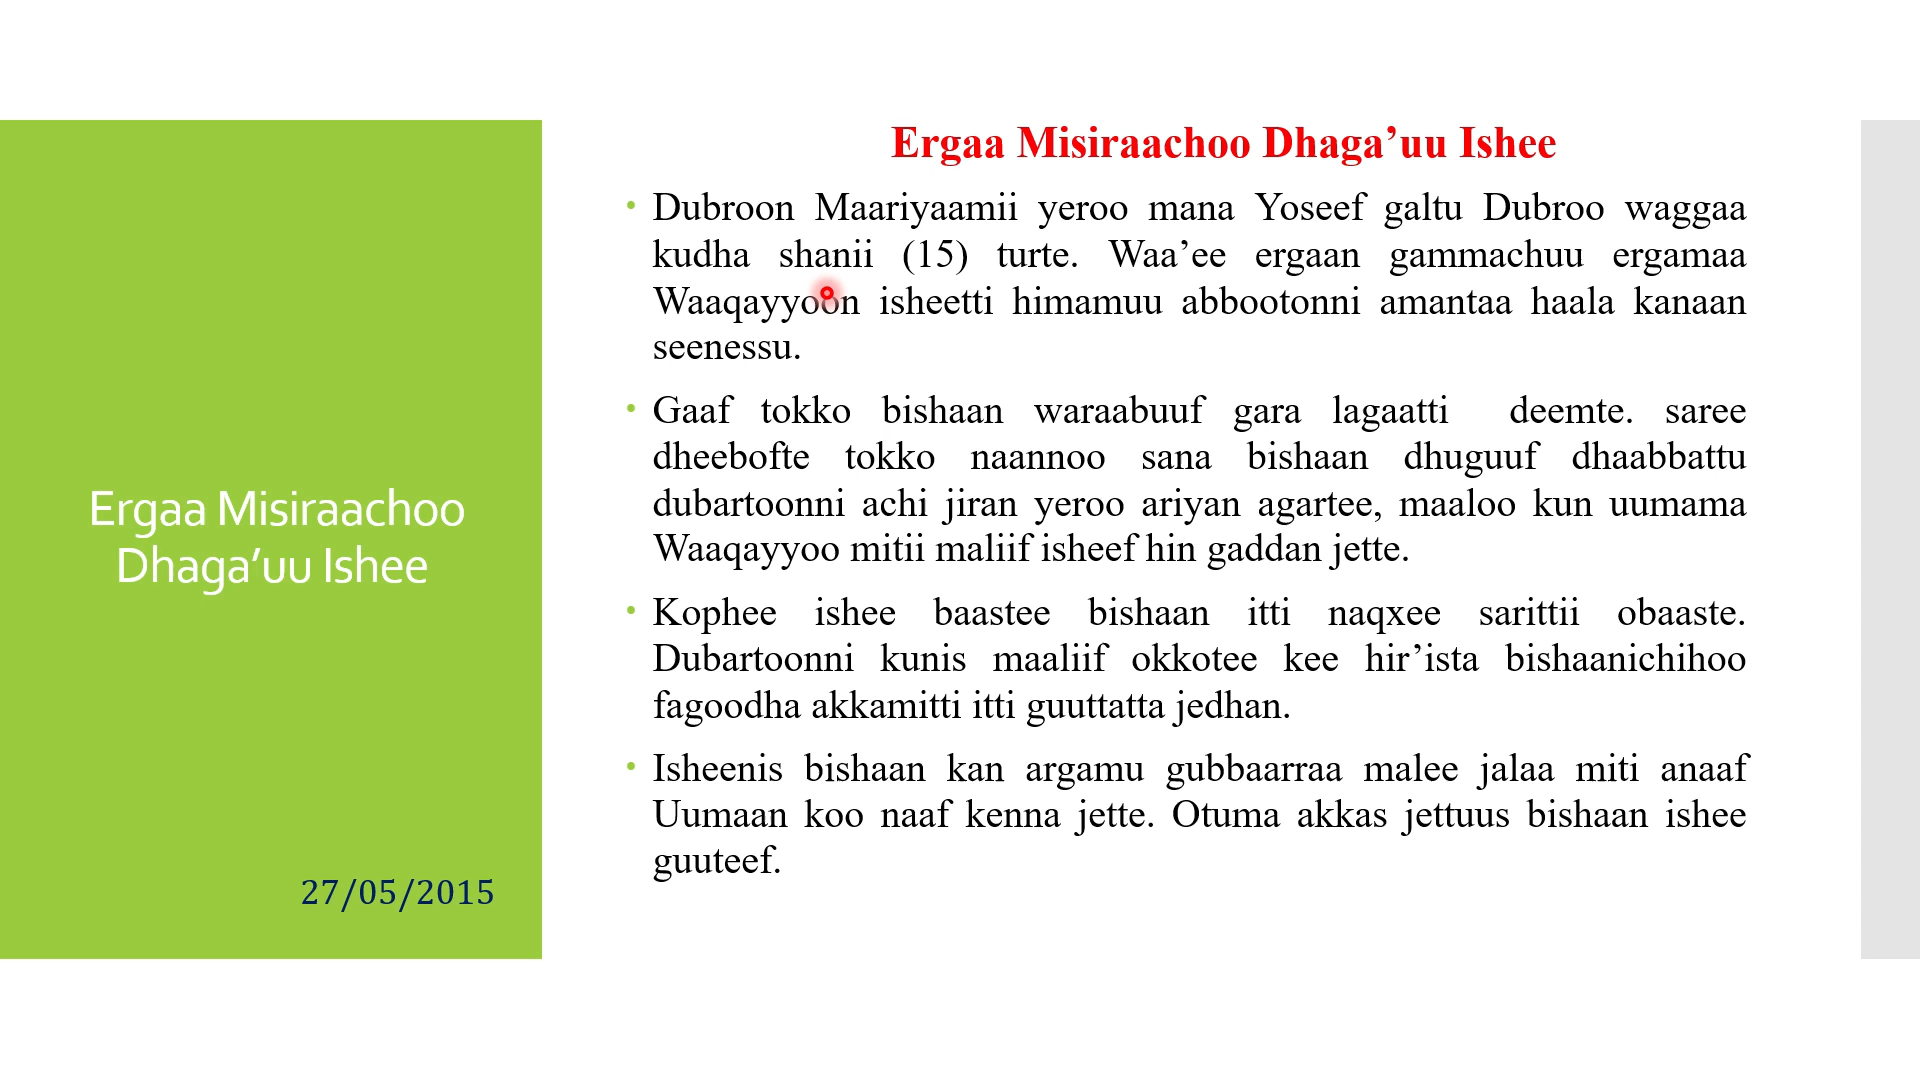 Ergaa Misiraachoo
Dhaga’uu Ishee
27/05/2015
Ergaa Misiraachoo Dhaga’uu Ishee
• Dubroon Maariyaamii yeroo mana Yoseef galtu Dubroo waggaa
kudha shanii (15) turte. Waa’ee ergaan gammachuu ergamaa
Waaqayyoon isheetti himamuu abbootonni amantaa haala kanaan
seenessu.
• Gaaf tokko bishaan waraabuuf gara lagaatti deemte. saree
dheebofte tokko naannoo sana bishaan dhuguuf dhaabbattu
dubartoonni achi jiran yeroo ariyan agartee, maaloo kun uumama
Waaqayyoo mitii maliif isheef hin gaddan jette.
• Kophee ishee baastee bishaan itti naqxee sarittii obaaste.
Dubartoonni kunis maaliif okkotee kee hir’ista bishaanichihoo
fagoodha akkamitti itti guuttatta jedhan.
• Isheenis bishaan kan argamu gubbaarraa malee jalaa miti anaaf
Uumaan koo naaf kenna jette. Otuma akkas jettuus bishaan ishee
guuteef.